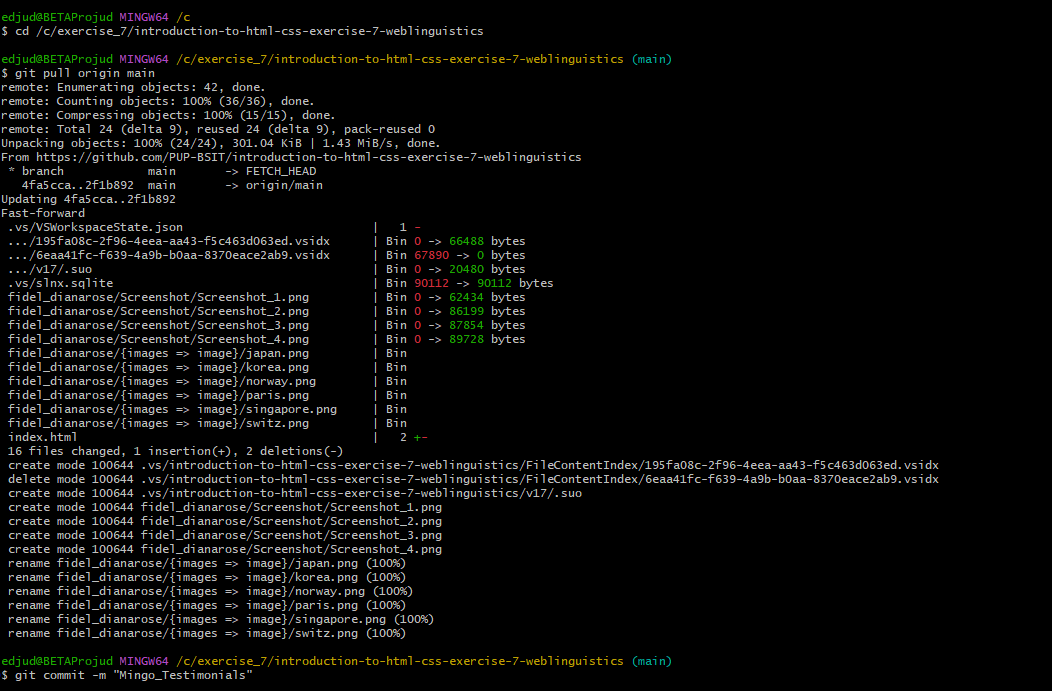 edjud@BETAProjud MINGW64 /c
$ cd /c/exercise_7/introduction-to-html-css-exercise-7-weblinguistics
edjud@BETAProjud MINGW64 /c/exercise_7/introduction-to-html-css-exercise-7-weblinguistics (main)
$ git pull origin main
remote: Enumerating objects: 42, done.
remote: Counting objects: 100% (36/36), done.
remote: Compressing objects: 100% (15/15), done.
remote: Total 24 (delta 9), reused 24 (delta 9), pack-reused 0
Unpacking objects: 100% (24/24), 301.04 KiB | 1.43 MiB/s, done.
From https://github.com/PUP-BSIT/introduction-to-html-css-exercise-7-weblinguistics
 * branch            main       -> FETCH_HEAD
   4fa5cca..2f1b892  main       -> origin/main
Updating 4fa5cca..2f1b892
Fast-forward
 .vs/VSWorkspaceState.json                           |   1 -
 .../195fa08c-2f96-4eea-aa43-f5c463d063ed.vsidx      | Bin 0 -> 66488 bytes
 .../6eaa41fc-f639-4a9b-b0aa-8370eace2ab9.vsidx      | Bin 67890 -> 0 bytes
 .../v17/.suo                                        | Bin 0 -> 20480 bytes
 .vs/slnx.sqlite                                     | Bin 90112 -> 90112 bytes
 fidel_dianarose/Screenshot/Screenshot_1.png         | Bin 0 -> 62434 bytes
 fidel_dianarose/Screenshot/Screenshot_2.png         | Bin 0 -> 86199 bytes
 fidel_dianarose/Screenshot/Screenshot_3.png         | Bin 0 -> 87854 bytes
 fidel_dianarose/Screenshot/Screenshot_4.png         | Bin 0 -> 89728 bytes
 fidel_dianarose/{images => image}/japan.png         | Bin
 fidel_dianarose/{images => image}/korea.png         | Bin
 fidel_dianarose/{images => image}/norway.png        | Bin
 fidel_dianarose/{images => image}/paris.png         | Bin
 fidel_dianarose/{images => image}/singapore.png     | Bin
 fidel_dianarose/{images => image}/switz.png         | Bin
 index.html                                          |   2 +-
 16 files changed, 1 insertion(+), 2 deletions(-)
 create mode 100644 .vs/introduction-to-html-css-exercise-7-weblinguistics/FileContentIndex/195fa08c-2f96-4eea-aa43-f5c463d063ed.vsidx
 delete mode 100644 .vs/introduction-to-html-css-exercise-7-weblinguistics/FileContentIndex/6eaa41fc-f639-4a9b-b0aa-8370eace2ab9.vsidx
 create mode 100644 .vs/introduction-to-html-css-exercise-7-weblinguistics/v17/.suo
 create mode 100644 fidel_dianarose/Screenshot/Screenshot_1.png
 create mode 100644 fidel_dianarose/Screenshot/Screenshot_2.png
 create mode 100644 fidel_dianarose/Screenshot/Screenshot_3.png
 create mode 100644 fidel_dianarose/Screenshot/Screenshot_4.png
 rename fidel_dianarose/{images => image}/japan.png (100%)
 rename fidel_dianarose/{images => image}/korea.png (100%)
 rename fidel_dianarose/{images => image}/norway.png (100%)
 rename fidel_dianarose/{images => image}/paris.png (100%)
 rename fidel_dianarose/{images => image}/singapore.png (100%)
 rename fidel_dianarose/{images => image}/switz.png (100%)
edjud@BETAProjud MINGW64 /c/exercise_7/introduction-to-html-css-exercise-7-weblinguistics (main)
$ git commit -m "Mingo_Testimonials"